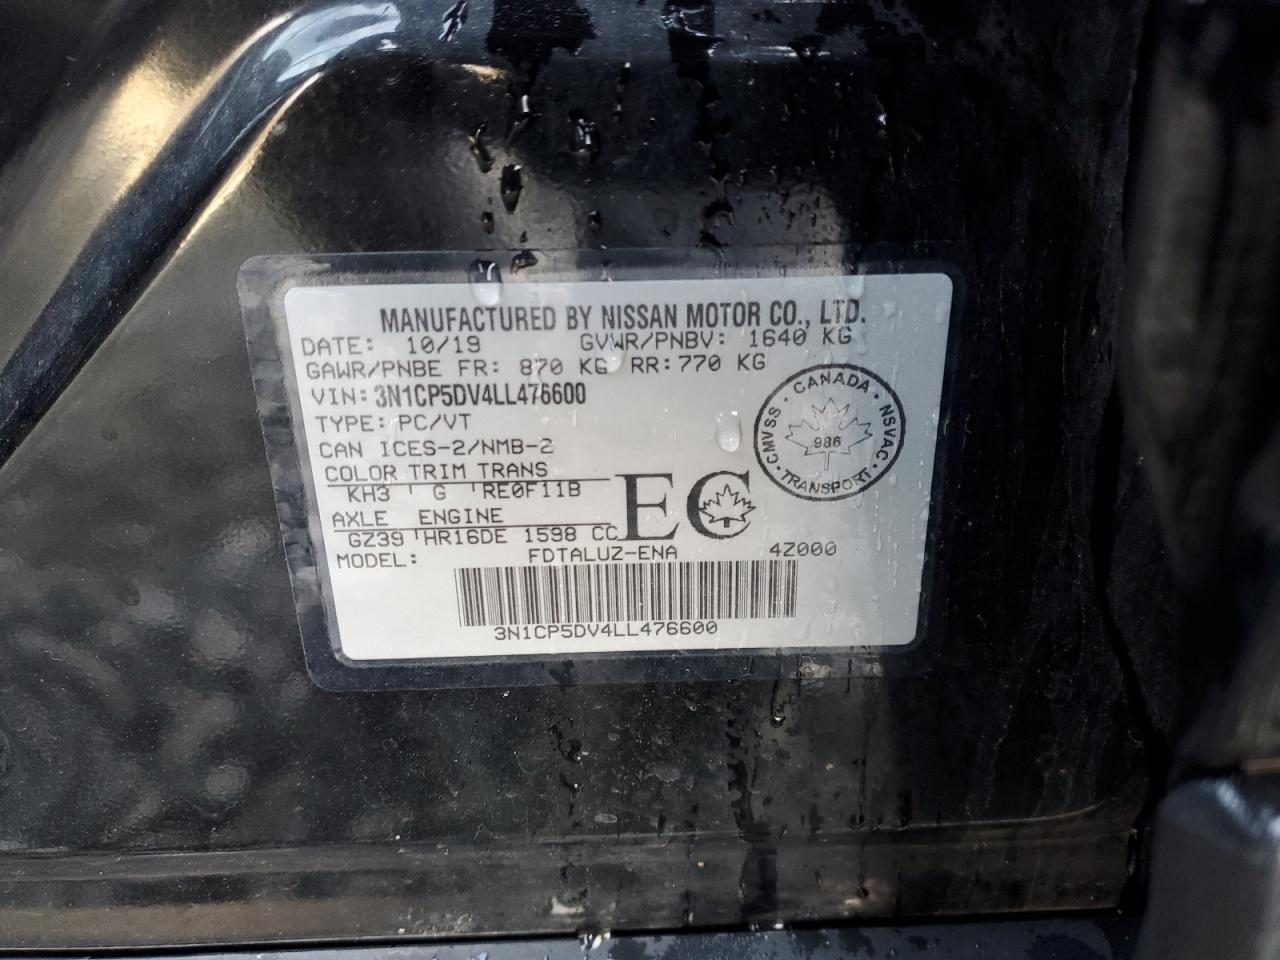 MANUFACTURED BY NISSAN MOTOR CO., LTD.
DATE: 10/19 GVWR/PNBV: 1640 KG
GAWR/PNBE FR: 870 KG RR: 770 KG
VIN: 3N1CP5DV4LL476600
TYPE: PC/VT
CAN ICES-2/NMB-2
COLOR TRIM TRANS
KH3 G RE0F11B
AXLE ENGINE
GZ39 HR16DE 1598 CC
MODEL: FDTALUZ-ENA 4Z000
3N1CP5DV4LL476600
EC
CMVSS · CANADA · NSVAC · TRANSPORT ·
986